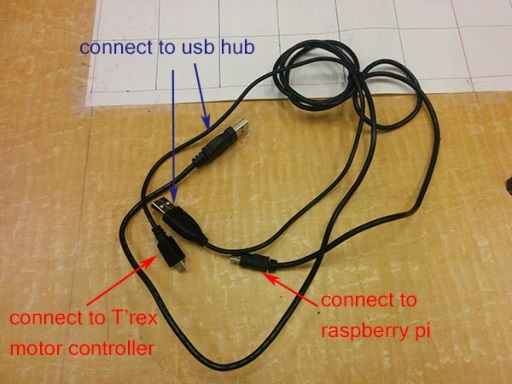 connect to usb hub
connect to T'rex
motor controller
connect to
raspberry pi